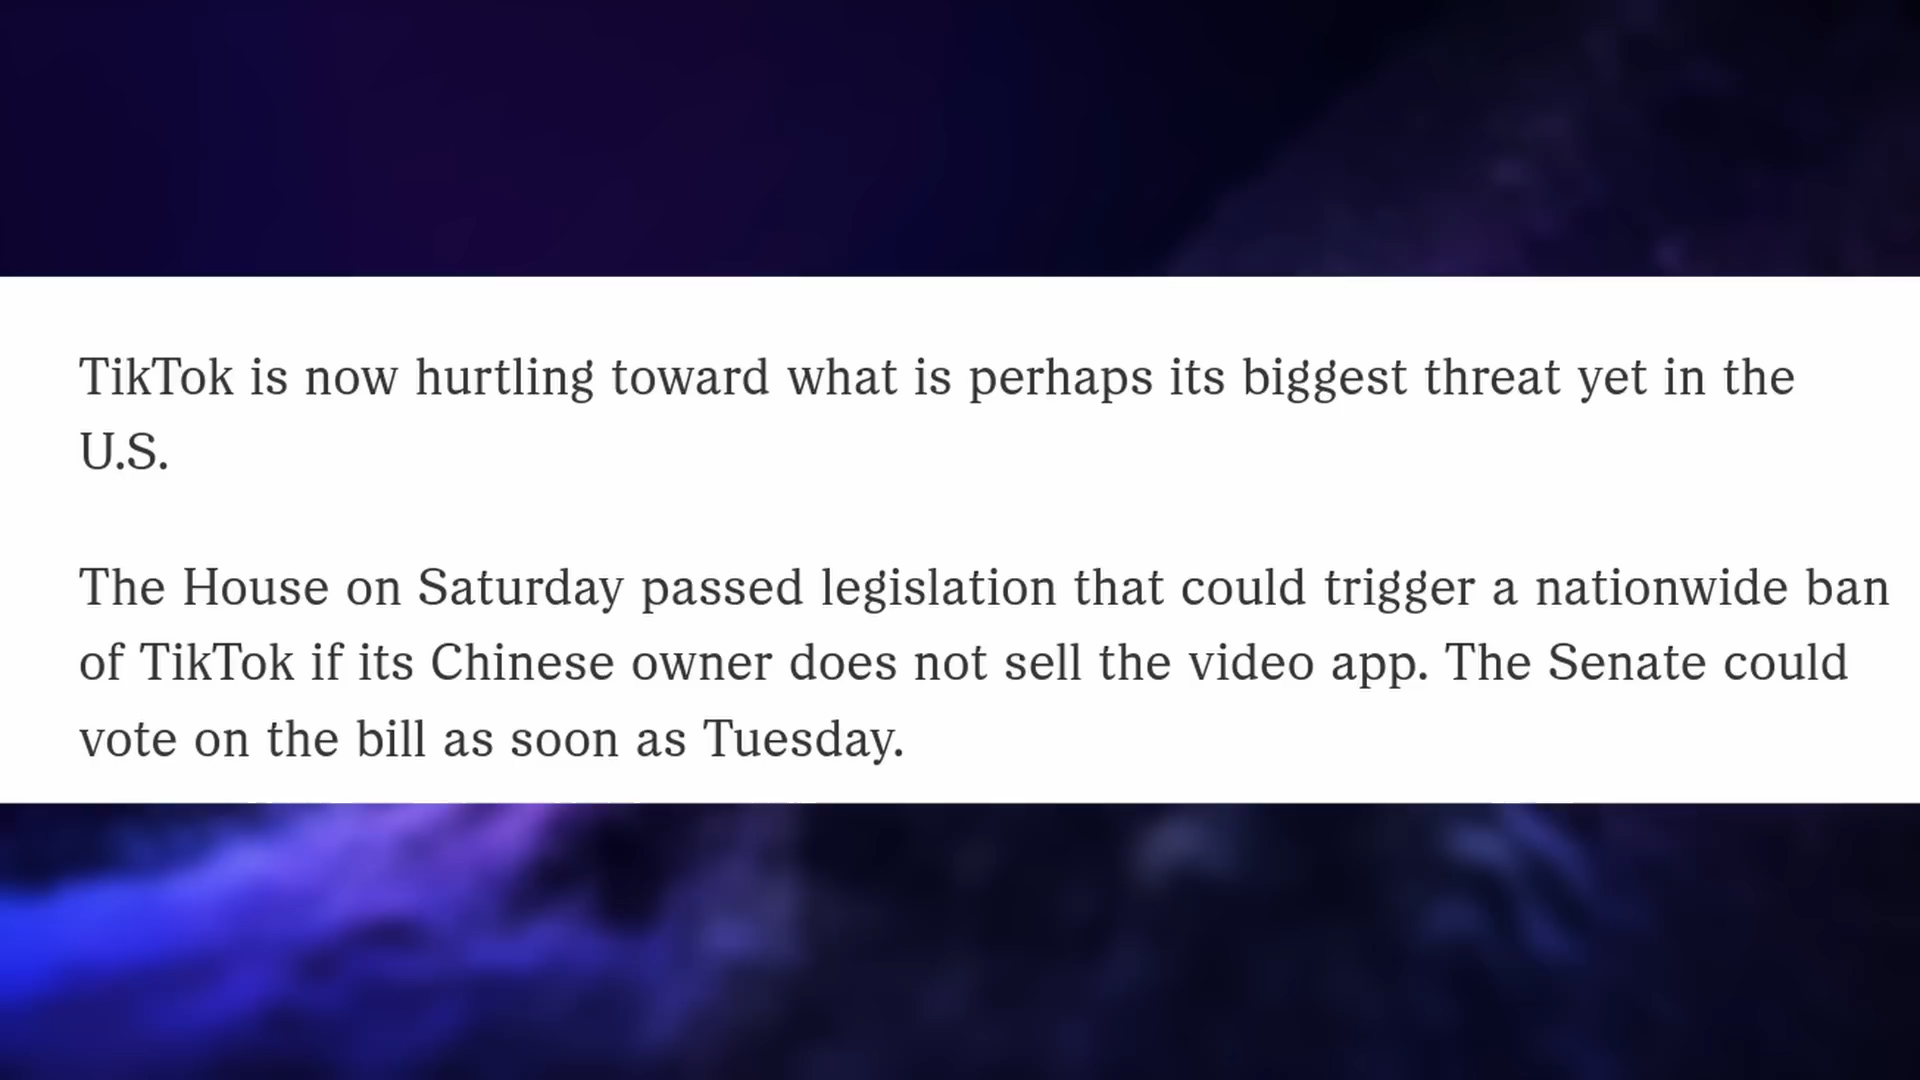 TikTok is now hurtling toward what is perhaps its biggest threat yet in the
U.S.
The House on Saturday passed legislation that could trigger a nationwide ban
of TikTok if its Chinese owner does not sell the video app. The Senate could
vote on the bill as soon as Tuesday.